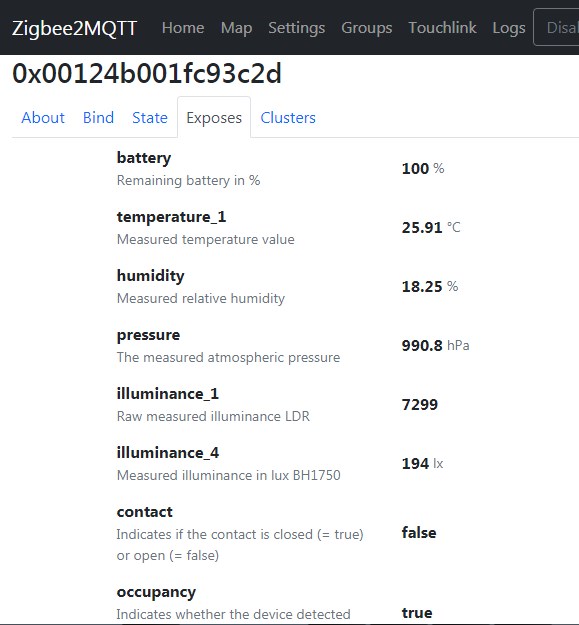 Zigbee2MQTT Home Map Settings Groups Touchlink Logs
0x00124b001fc93c2d
About Bind State Exposes Clusters
battery
Remaining battery in %
100 %
temperature_1
Measured temperature value
25.91 °C
humidity
Measured relative humidity
18.25 %
pressure
The measured atmospheric pressure
990.8 hPa
illuminance_1
Raw measured illuminance LDR
7299
illuminance_4
Measured illuminance in lux BH1750
194 lx
contact
Indicates if the contact is closed (= true)
or open (= false)
false
occupancy
Indicates whether the device detected
true